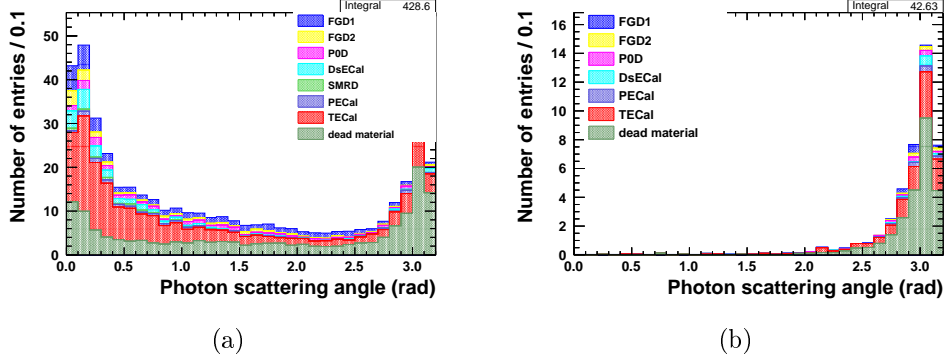 Integral 428.6
Number of entries / 0.1
50
40
30
20
10
0
FGD1
FGD2
P0D
DsECal
SMRD
PECal
TECal
dead material
0.0 0.5 1.0 1.5 2.0 2.5 3.0
Photon scattering angle (rad)
(a)
Integral 42.63
Number of entries / 0.1
16
14
12
10
8
6
4
2
0
FGD1
FGD2
P0D
DsECal
PECal
TECal
dead material
0.0 0.5 1.0 1.5 2.0 2.5 3.0
Photon scattering angle (rad)
(b)